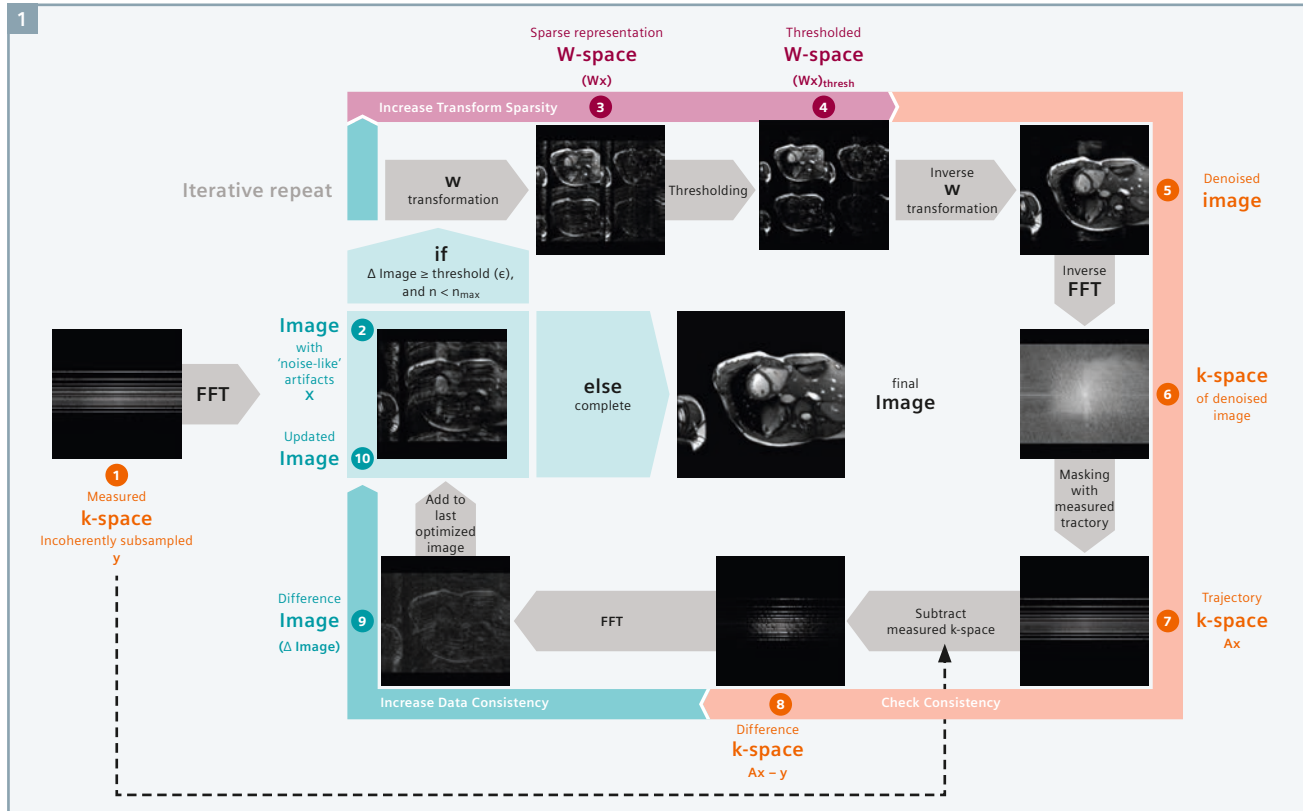 1
Sparse representation
W-space
(Wx)
3
Thresholded
W-space
(Wx)thresh
4
Increase Transform Sparsity
Iterative repeat
W
transformation
Thresholding
Inverse
W
transformation
5
Denoised
image
if
Δ Image ≥ threshold (ϵ),
and n < nmax
Inverse
FFT
FFT
Image
2
with
‘noise-like’
artifacts
X
Updated
Image
10
else
complete
final
Image
6
k-space
of denoised
image
1
Measured
k-space
Incoherently subsampled
y
Add to
last
optimized
image
Masking
with
measured
tractory
Difference
Image
(Δ Image)
9
FFT
Subtract
measured k-space
7
Trajectory
k-space
Ax
Increase Data Consistency
8
Check Consistency
Difference
k-space
Ax – y